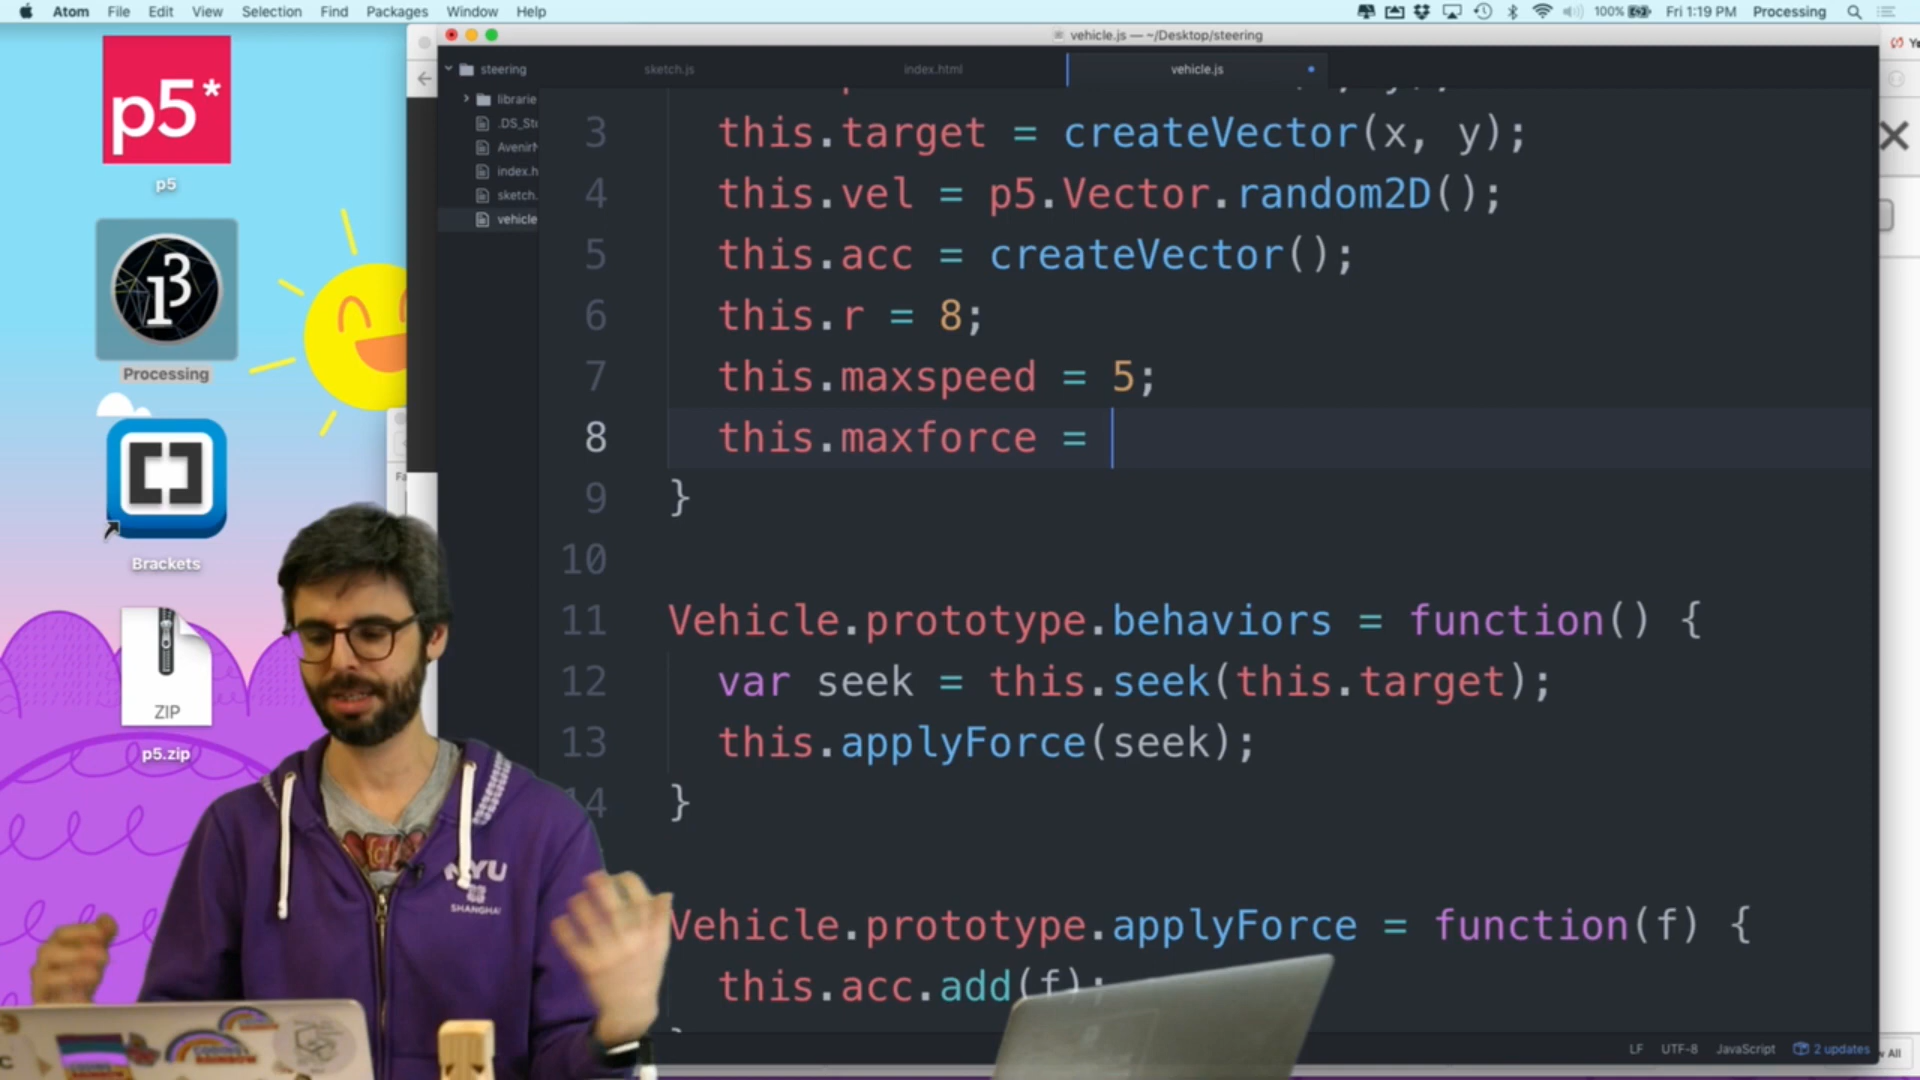 Atom File Edit View Selection Find Packages Window Help
100% Fri 1:19 PM Processing
vehicle.js — ~/Desktop/steering
steering
sketch.js
index.html
vehicle.js
librarie
.DS_St
Avenir
index.h
sketch.
vehicle
p5*
p5
Processing
Brackets
ZIP
p5.zip
3 this.target = createVector(x, y);
4 this.vel = p5.Vector.random2D();
5 this.acc = createVector();
6 this.r = 8;
7 this.maxspeed = 5;
8 this.maxforce =
9 }
10
11 Vehicle.prototype.behaviors = function() {
12 var seek = this.seek(this.target);
13 this.applyForce(seek);
14 }
Vehicle.prototype.applyForce = function(f) {
this.acc.add(f);
NYU
SHANGHAI
LF UTF-8 JavaScript 2 updates
All